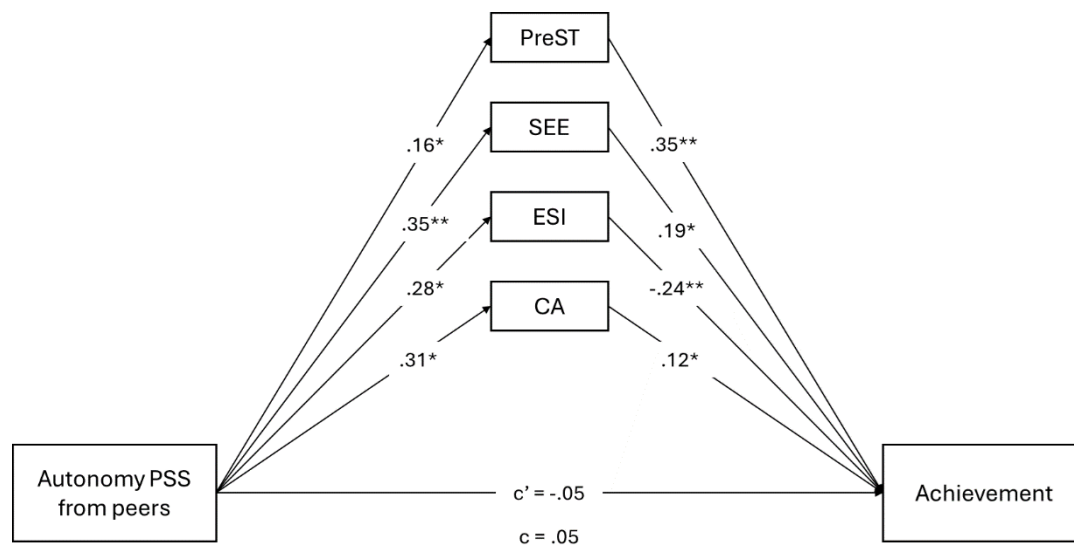 PreST
SEE
.16*
.35**
.35**
.19*
ESI
.28*
-.24**
CA
.31*
.12*
Autonomy PSS
from peers
c’ = -.05
Achievement
c = .05